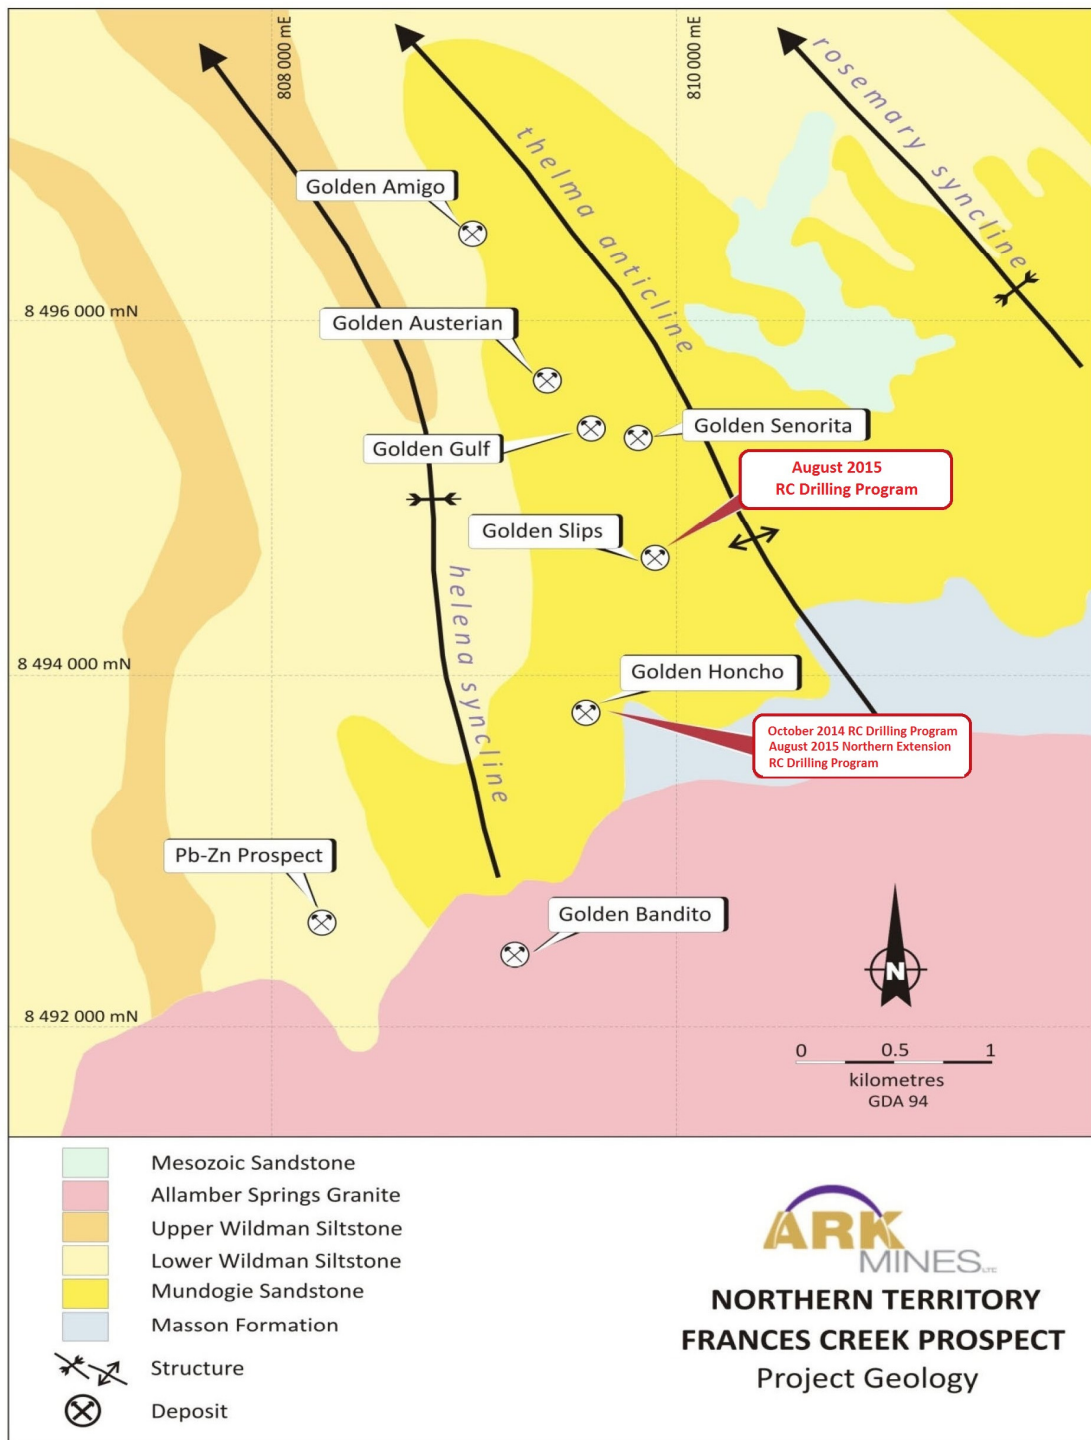 808 000 mE
810 000 mE
rosemary syncline
thelma anticline
Golden Amigo
8 496 000 mN
Golden Austerian
Golden Senorita
Golden Gulf
August 2015
RC Drilling Program
Golden Slips
helena syncline
8 494 000 mN
Golden Honcho
October 2014 RC Drilling Program
August 2015 Northern Extension
RC Drilling Program
Pb-Zn Prospect
Golden Bandito
N
8 492 000 mN
0 0.5 1
kilometres
GDA 94
Mesozoic Sandstone
Allamber Springs Granite
Upper Wildman Siltstone
Lower Wildman Siltstone
Mundogie Sandstone
Masson Formation
Structure
Deposit
ARK
MINES LTD
NORTHERN TERRITORY
FRANCES CREEK PROSPECT
Project Geology